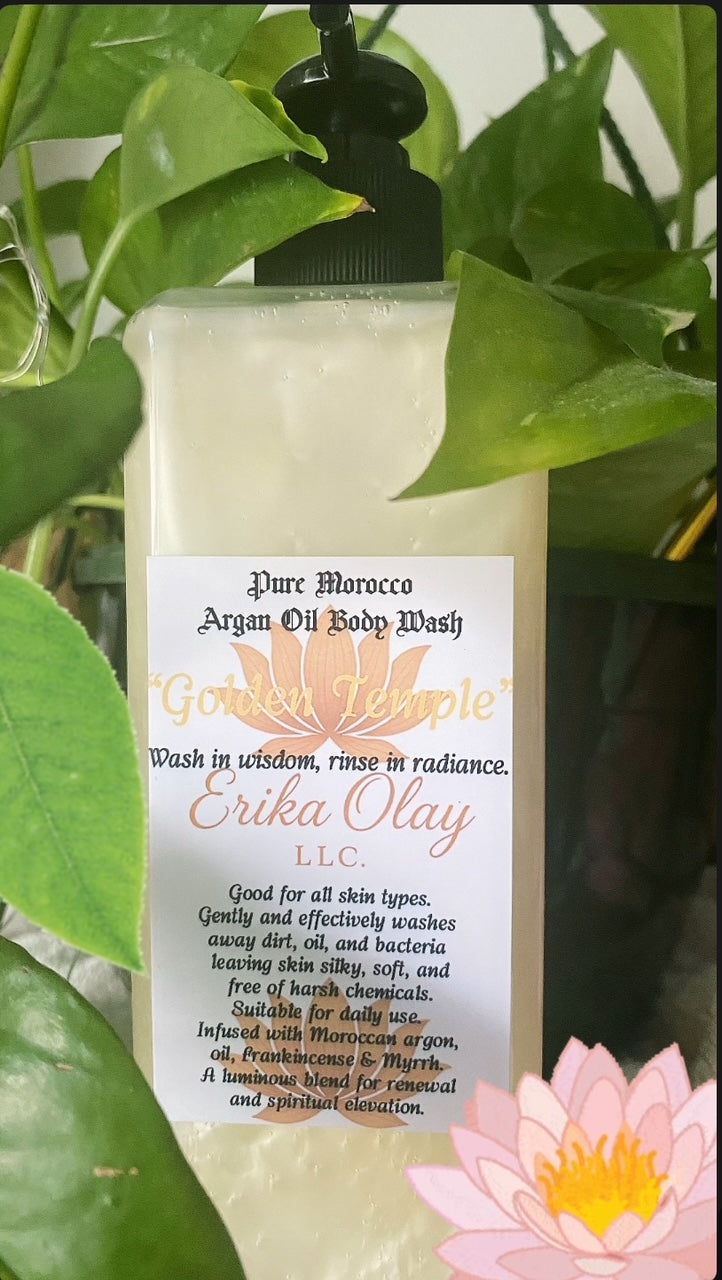 Pure Morocco
Argan Oil Body Wash
“Golden Temple”
Wash in wisdom, rinse in radiance.
Erika Olay
LLC.
Good for all skin types.
Gently and effectively washes
away dirt, oil, and bacteria
leaving skin silky, soft, and
free of harsh chemicals.
Suitable for daily use.
Infused with Moroccan argon,
oil, Frankincense & Myrrh.
A luminous blend for renewal
and spiritual elevation.